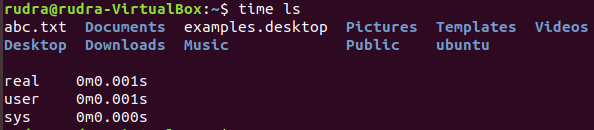 rudra@rudra-VirtualBox:~$ time ls
abc.txt Documents examples.desktop Pictures Templates Videos
Desktop Downloads Music Public ubuntu
real 0m0.001s
user 0m0.001s
sys 0m0.000s